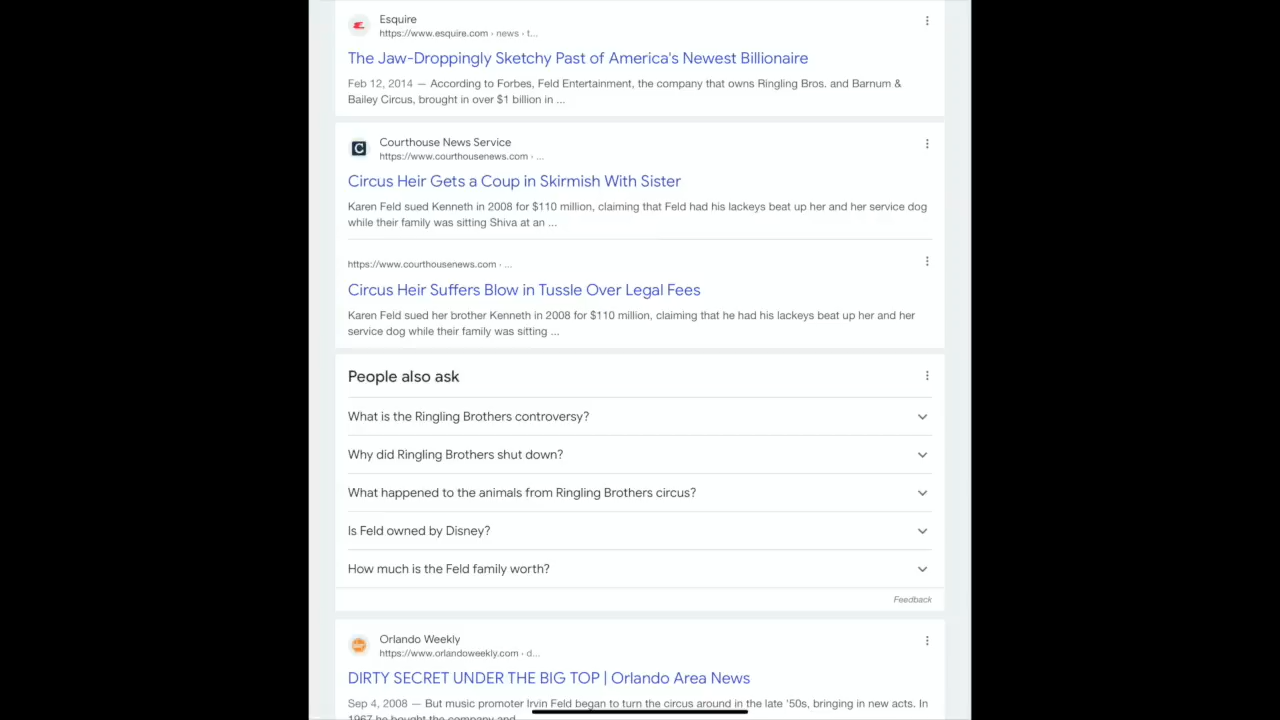 Esquire
https://www.esquire.com › news › t...
The Jaw-Droppingly Sketchy Past of America's Newest Billionaire
Feb 12, 2014 — According to Forbes, Feld Entertainment, the company that owns Ringling Bros. and Barnum &
Bailey Circus, brought in over $1 billion in ...
C
Courthouse News Service
https://www.courthousenews.com › ...
Circus Heir Gets a Coup in Skirmish With Sister
Karen Feld sued Kenneth in 2008 for $110 million, claiming that Feld had his lackeys beat up her and her service dog
while their family was sitting Shiva at an ...
https://www.courthousenews.com › ...
Circus Heir Suffers Blow in Tussle Over Legal Fees
Karen Feld sued her brother Kenneth in 2008 for $110 million, claiming that he had his lackeys beat up her and her
service dog while their family was sitting ...
People also ask
What is the Ringling Brothers controversy?
Why did Ringling Brothers shut down?
What happened to the animals from Ringling Brothers circus?
Is Feld owned by Disney?
How much is the Feld family worth?
Feedback
Orlando Weekly
https://www.orlandoweekly.com › d...
DIRTY SECRET UNDER THE BIG TOP | Orlando Area News
Sep 4, 2008 — But music promoter Irvin Feld began to turn the circus around in the late '50s, bringing in new acts. In
1967 he bought the company and